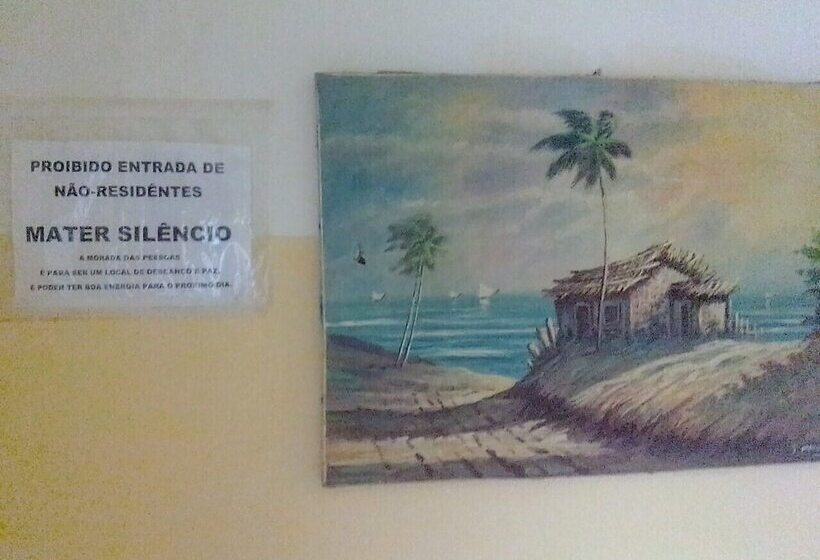 PROIBIDO ENTRADA DE
NÃO-RESIDENTES
MATER SILÊNCIO
A MORADA DAS PESSOAS
E PARA SER UM LOCAL DE DESCANÇO E PAZ,
E PODER TER BOA ENERGIA PARA O PROXIMO DIA.